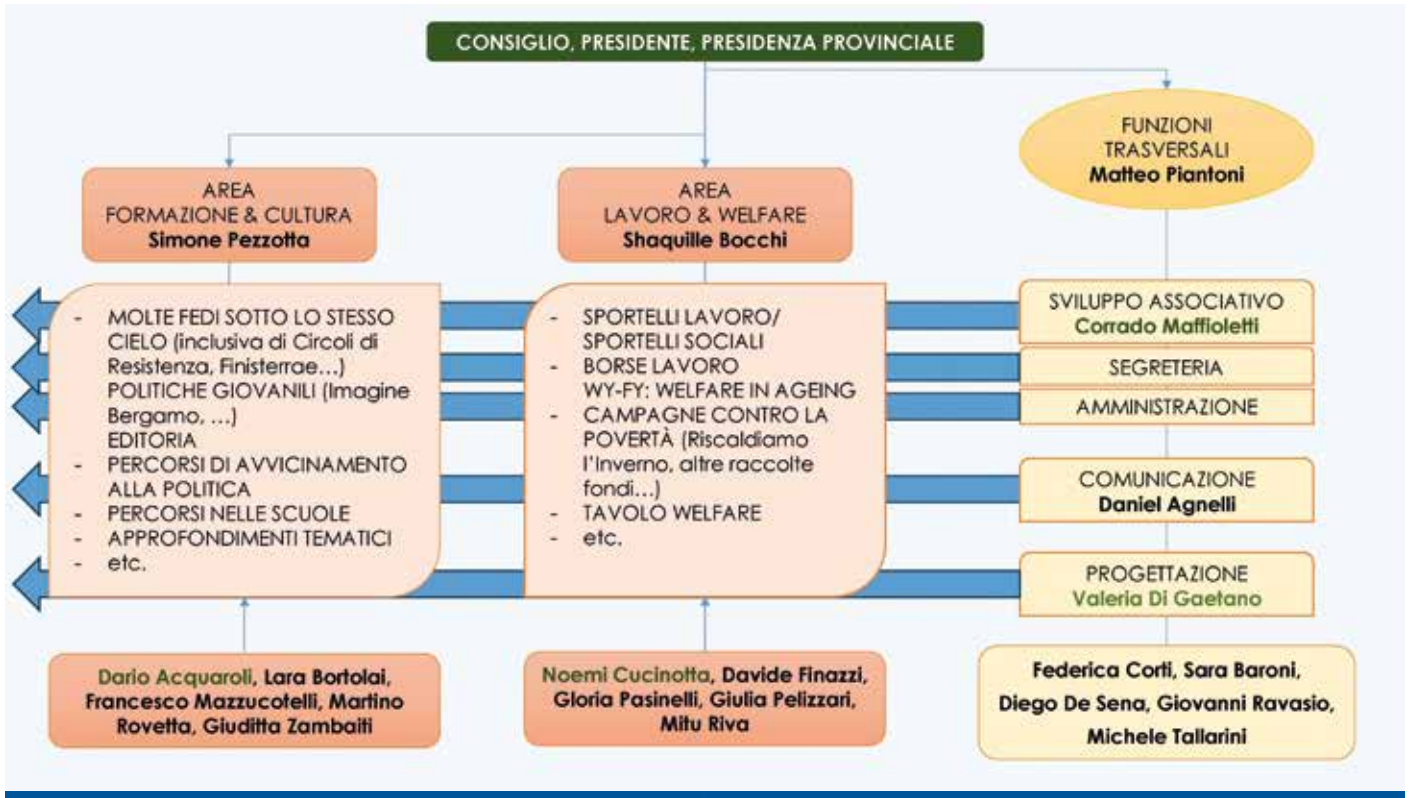 CONSIGLIO, PRESIDENTE, PRESIDENZA PROVINCIALE
FUNZIONI
TRASVERSALI
Matteo Piantoni
AREA
FORMAZIONE & CULTURA
Simone Pezzotta
AREA
LAVORO & WELFARE
Shaquille Bocchi
- MOLTE FEDI SOTTO LO STESSO
CIELO (inclusiva di Circoli di
Resistenza, Finisterrae...)
POLITICHE GIOVANILI (Imagine
Bergamo, ...)
EDITORIA
- PERCORSI DI AVVICINAMENTO
ALLA POLITICA
- PERCORSI NELLE SCUOLE
- APPROFONDIMENTI TEMATICI
- etc.
- SPORTELLI LAVORO/
SPORTELLI SOCIALI
- BORSE LAVORO
WY-FY: WELFARE IN AGEING
- CAMPAGNE CONTRO LA
POVERTÀ (Riscaldiamo
l'Inverno, altre raccolte
fondi...)
- TAVOLO WELFARE
- etc.
SVILUPPO ASSOCIATIVO
Corrado Maffioletti
SEGRETERIA
AMMINISTRAZIONE
COMUNICAZIONE
Daniel Agnelli
PROGETTAZIONE
Valeria Di Gaetano
Dario Acquaroli, Lara Bortolai,
Francesco Mazzucotelli, Martino
Rovetta, Giuditta Zambaiti
Noemi Cucinotta, Davide Finazzi,
Gloria Pasinelli, Giulia Pelizzari,
Mitu Riva
Federica Corti, Sara Baroni,
Diego De Sena, Giovanni Ravasio,
Michele Tallarini